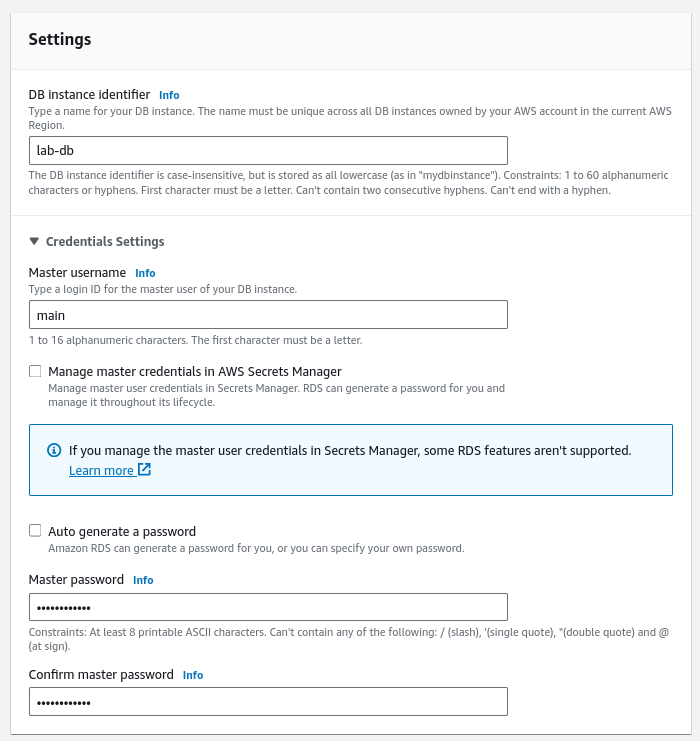 Settings
DB instance identifier Info
Type a name for your DB instance. The name must be unique across all DB instances owned by your AWS account in the current AWS
Region.
lab-db
The DB instance identifier is case-insensitive, but is stored as all lowercase (as in "mydbinstance"). Constraints: 1 to 60 alphanumeric
characters or hyphens. First character must be a letter. Can't contain two consecutive hyphens. Can't end with a hyphen.
Credentials Settings
Master username Info
Type a login ID for the master user of your DB instance.
main
1 to 16 alphanumeric characters. The first character must be a letter.
Manage master credentials in AWS Secrets Manager
Manage master user credentials in Secrets Manager. RDS can generate a password for you and
manage it throughout its lifecycle.
If you manage the master user credentials in Secrets Manager, some RDS features aren't supported.
Learn more
Auto generate a password
Amazon RDS can generate a password for you, or you can specify your own password.
Master password Info
••••••••••••
Constraints: At least 8 printable ASCII characters. Can't contain any of the following: / (slash), '(single quote), "(double quote) and @
(at sign).
Confirm master password Info
••••••••••••